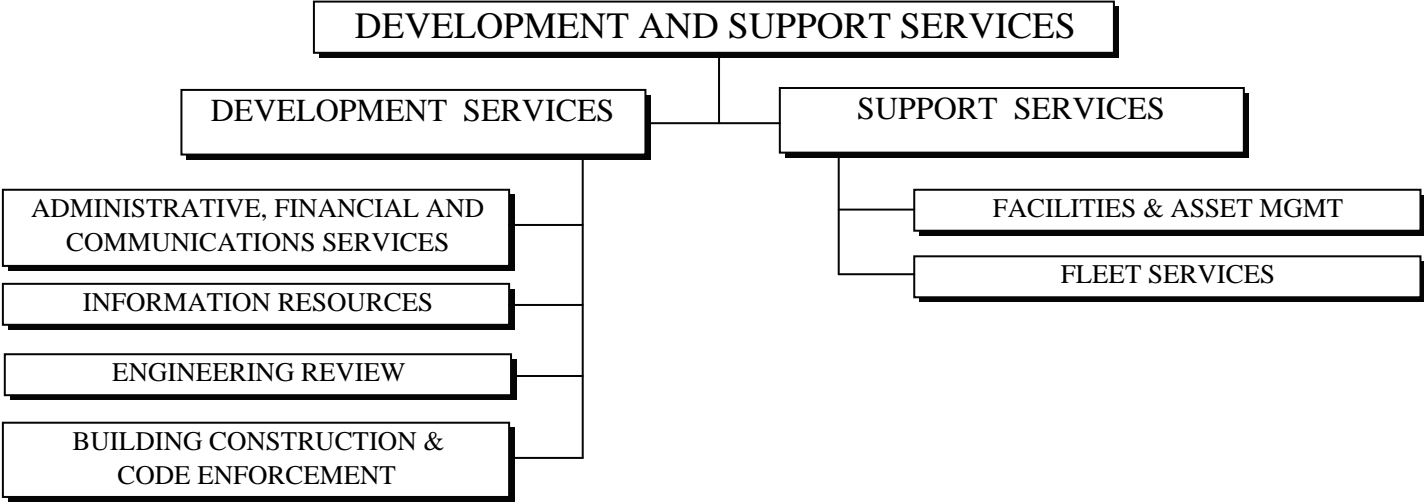 DEVELOPMENT AND SUPPORT SERVICES
DEVELOPMENT SERVICES
SUPPORT SERVICES
ADMINISTRATIVE, FINANCIAL AND
COMMUNICATIONS SERVICES
INFORMATION RESOURCES
ENGINEERING REVIEW
BUILDING CONSTRUCTION &
CODE ENFORCEMENT
FACILITIES & ASSET MGMT
FLEET SERVICES